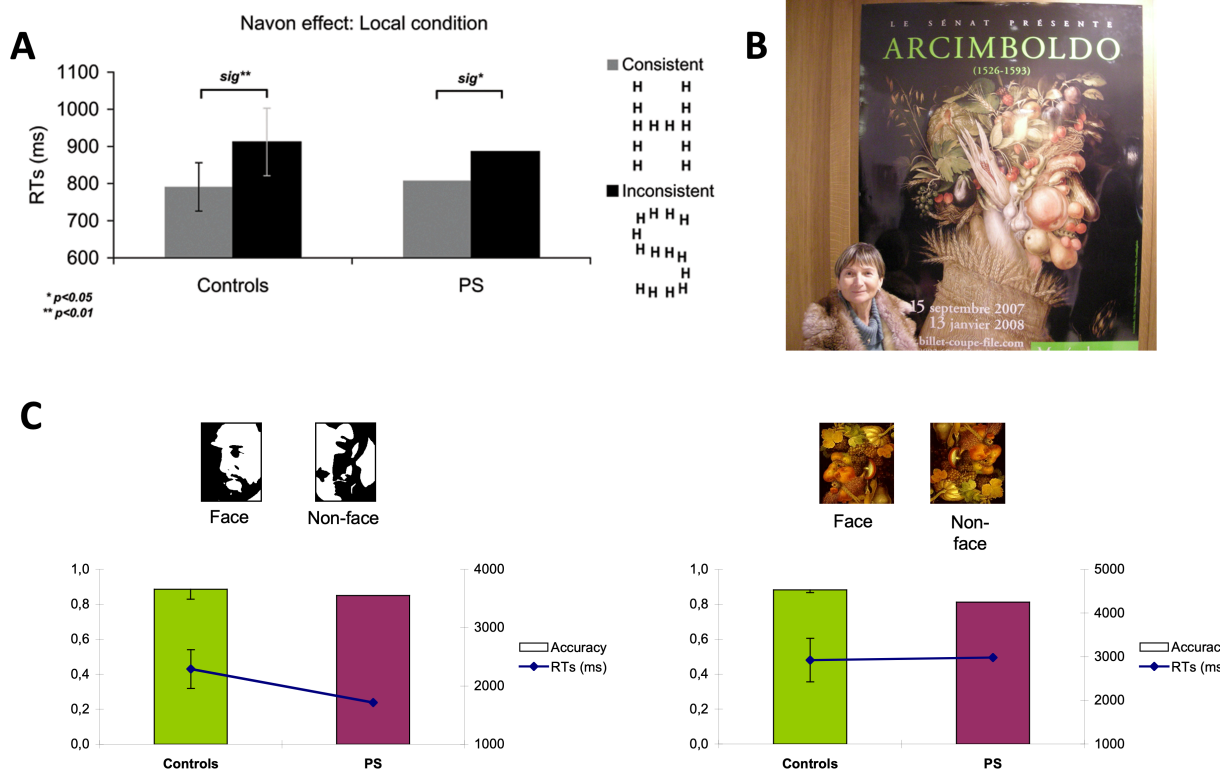 Navon effect: Local condition
A
B
RTs (ms)
1100
1000
900
800
700
600
sig**
sig*
Controls
PS
* p<0.05
** p<0.01
Consistent
H H
H H
H H H H
H H
H H
Inconsistent
H H H H
H
H H H H
H
H H H H
LE SÉNAT PRÉSENTE
ARCIMBOLDO
(1526-1593)
15 septembre 2007
13 janvier 2008
billet-coupe-file.com
C
Face
Non-face
1,0
0,8
0,6
0,4
0,2
0,0
4000
3000
2000
1000
Controls
PS
Accuracy
RTs (ms)
Face
Non-
face
1,0
0,8
0,6
0,4
0,2
0,0
5000
4000
3000
2000
1000
Controls
PS
Accurac
RTs (ms